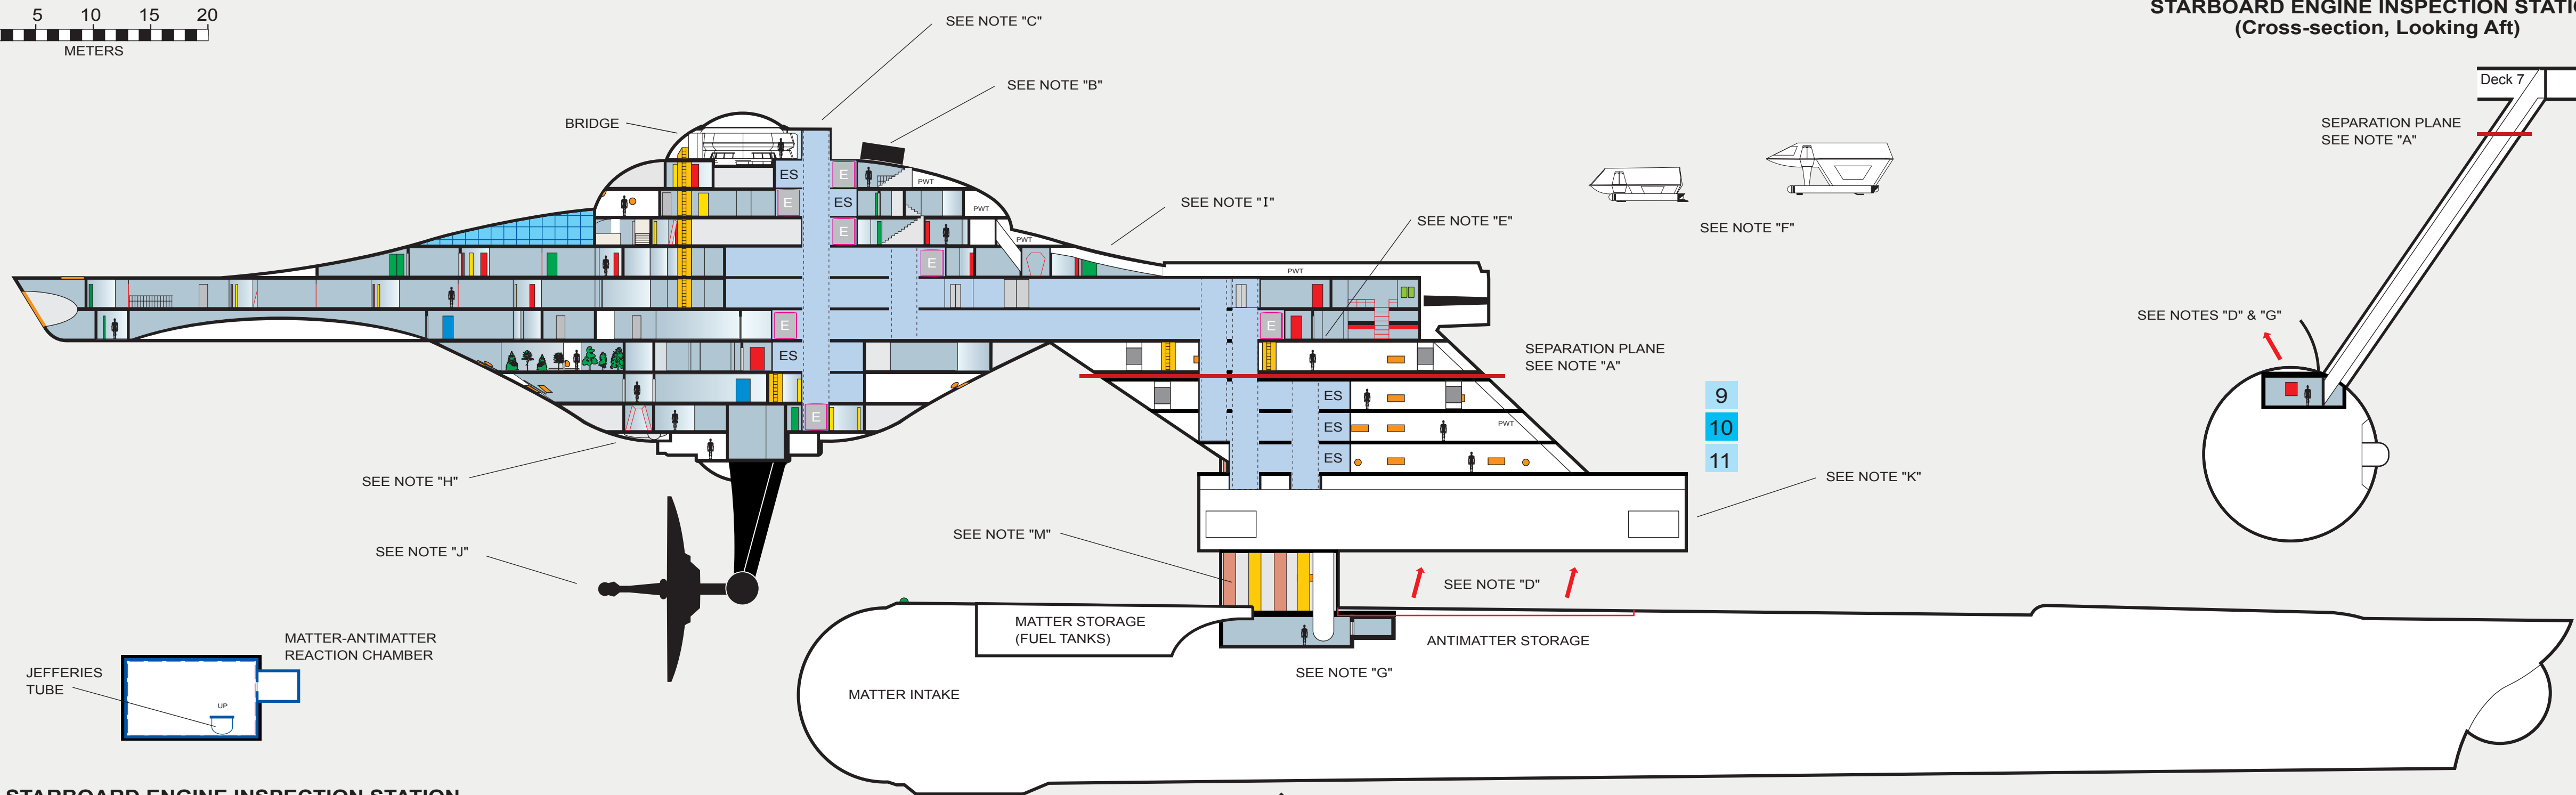 5 10 15 20
METERS
SEE NOTE "C"
STARBOARD ENGINE INSPECTION
(Cross-section, Looking Aft)
SEE NOTE "B"
BRIDGE
Deck 7
SEPARATION PLANE
SEE NOTE "A"
ES
E
PWT
E
ES
PWT
E
PWT
SEE NOTE "I"
SEE NOTE "E"
SEE NOTE "F"
E
PWT
E
E
SEE NOTES "D" & "G"
ES
SEPARATION PLANE
SEE NOTE "A"
E
ES
ES
PWT
ES
9
10
11
SEE NOTE "H"
SEE NOTE "K"
SEE NOTE "J"
SEE NOTE "M"
SEE NOTE "D"
MATTER STORAGE
(FUEL TANKS)
ANTIMATTER STORAGE
SEE NOTE "G"
MATTER INTAKE
MATTER-ANTIMATTER
REACTION CHAMBER
JEFFERIES
TUBE
UP
STARBOARD ENGINE INSPECTION STATION